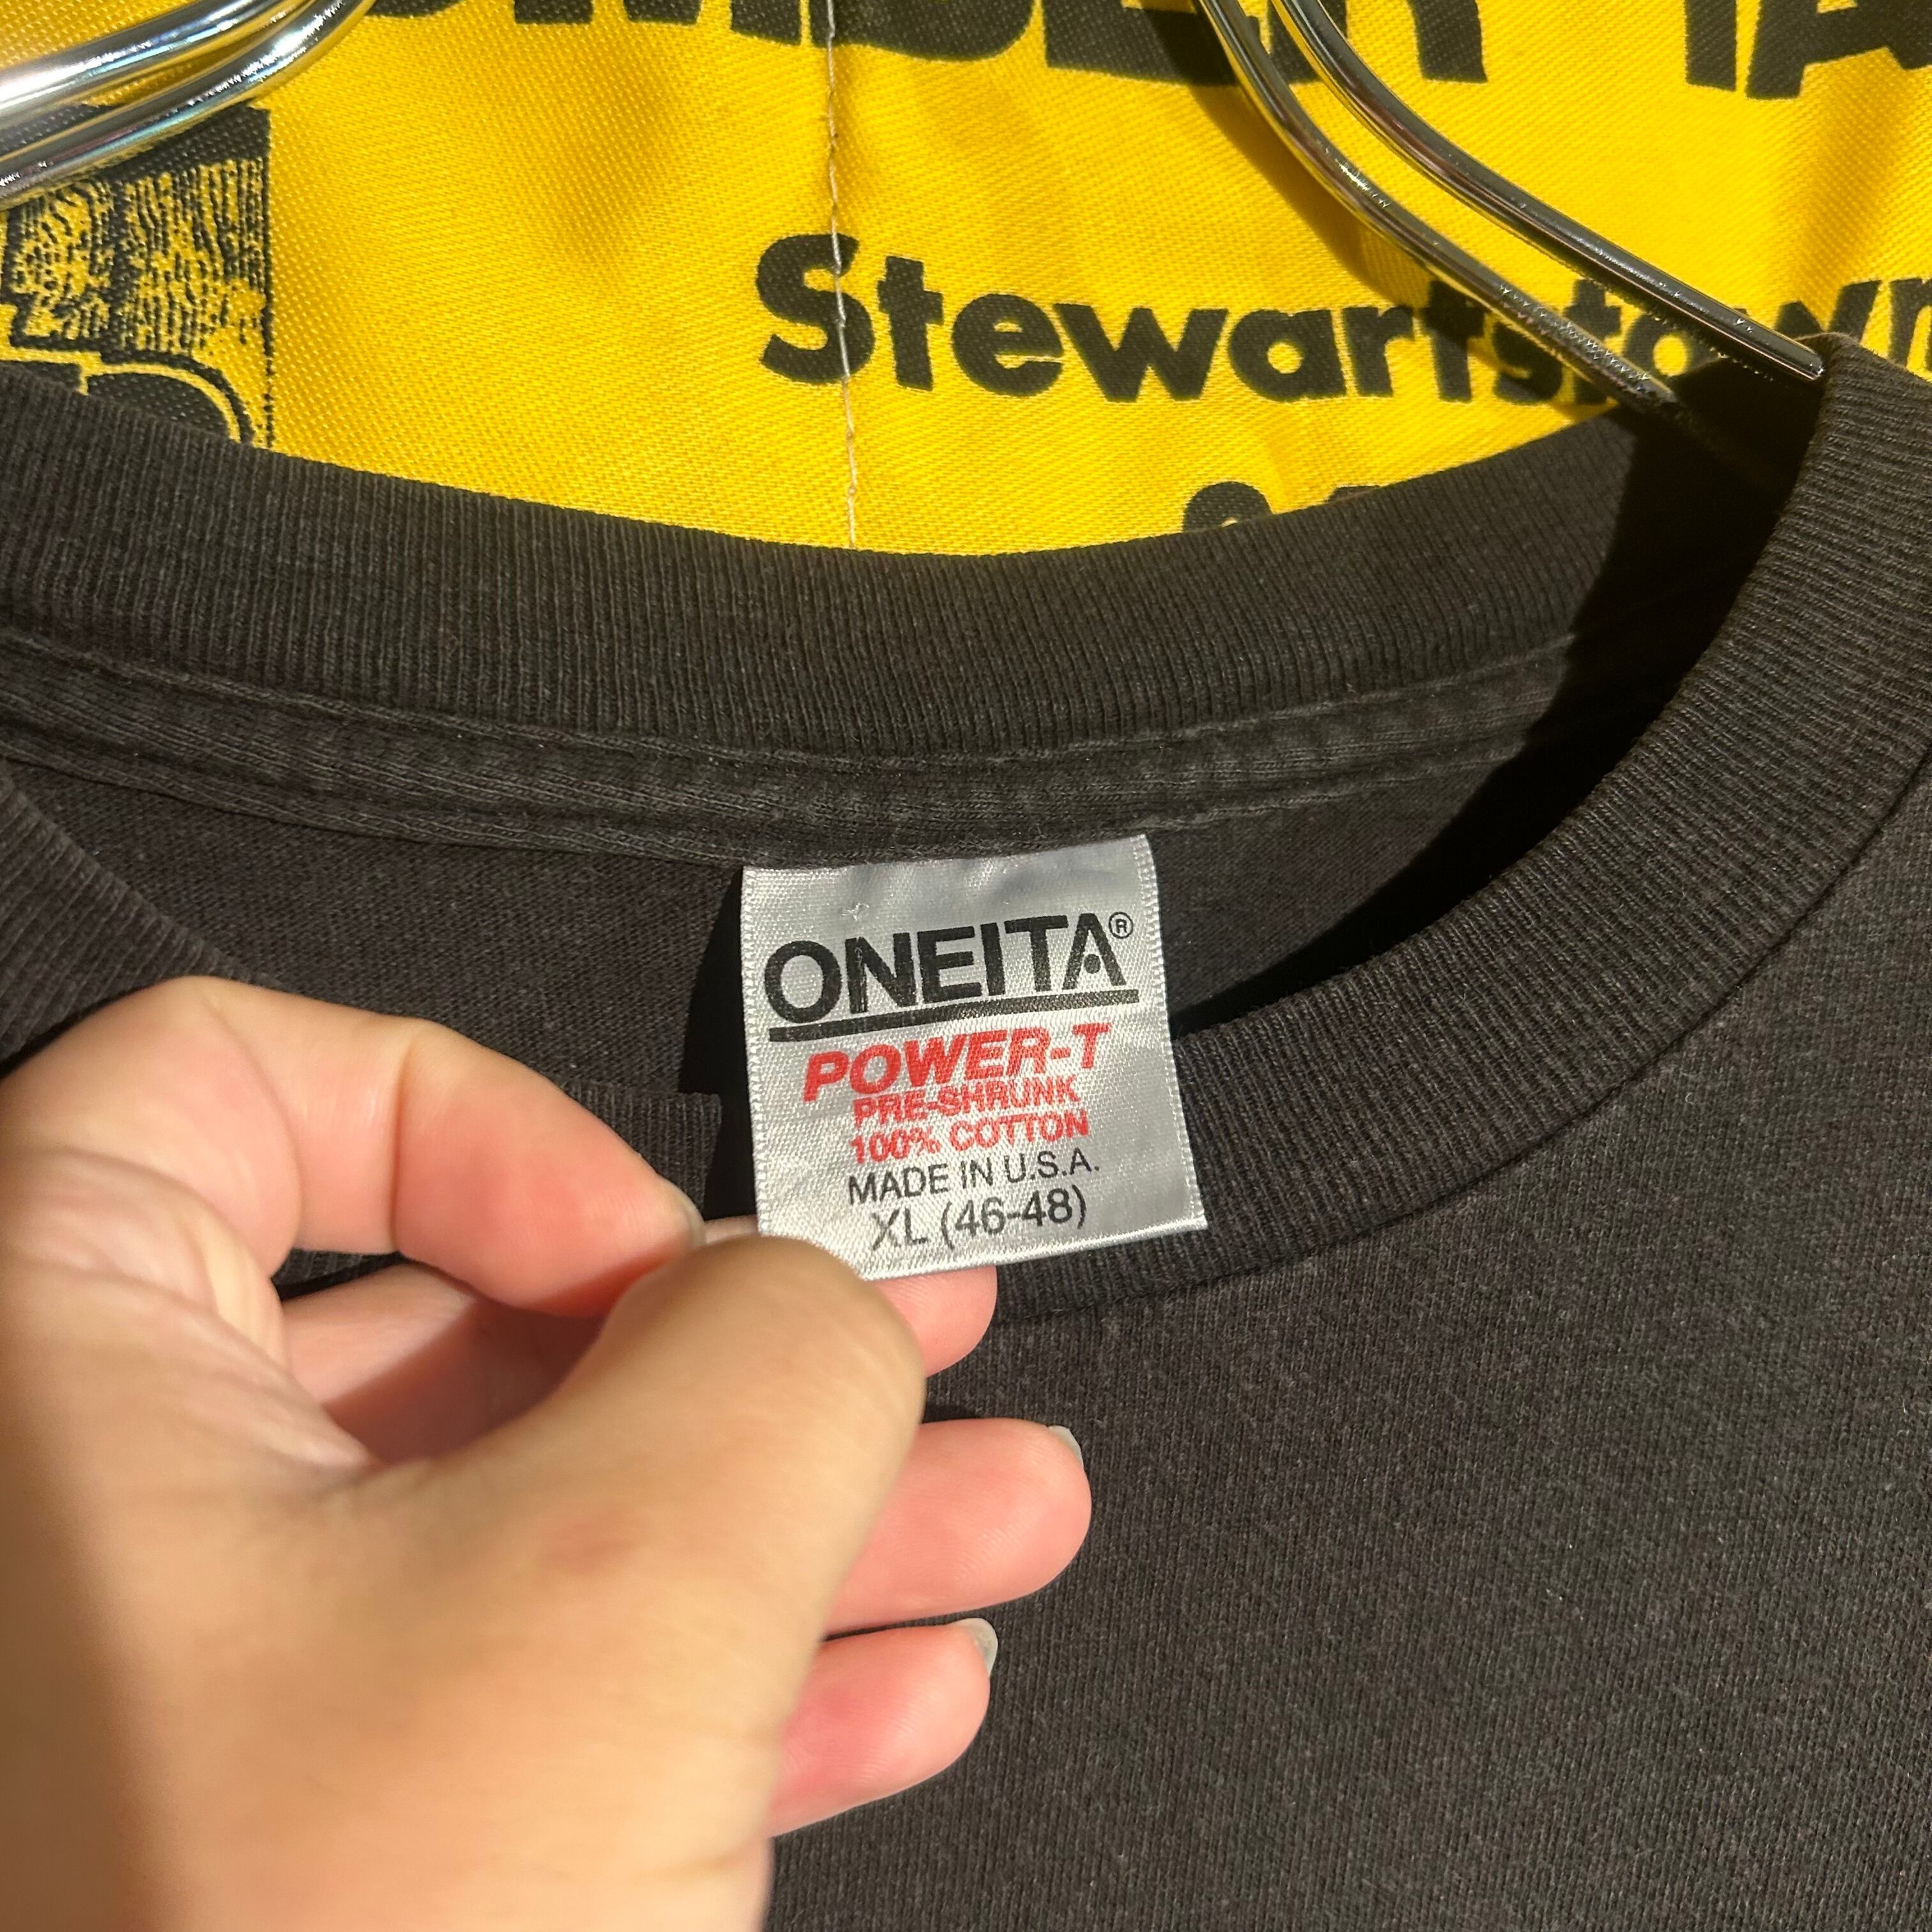 Stewartstown
ONEITA®
POWER-T
PRE-SHRUNK
100% COTTON
MADE IN U.S.A.
XL (46-48)